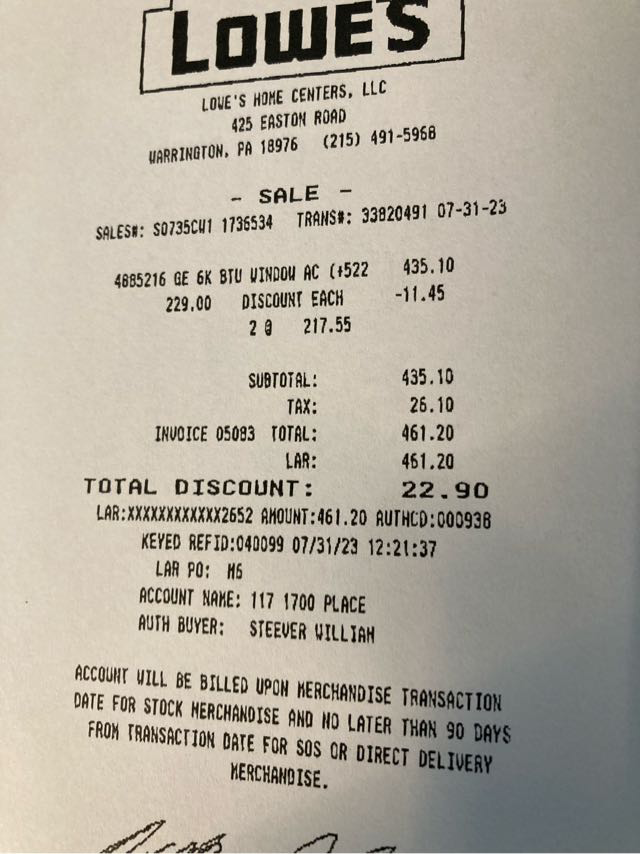 LOWE'S
LOWE'S HOME CENTERS, LLC
425 EASTON ROAD
WARRINGTON, PA 18976 (215) 491-5968
- SALE -
SALES#: S0735CW1 1736534 TRANS#: 33820491 07-31-23
4885216 GE 6K BTU WINDOW AC (+522 435.10
229.00 DISCOUNT EACH -11.45
2 @ 217.55
SUBTOTAL: 435.10
TAX: 26.10
INVOICE 05083 TOTAL: 461.20
LAR: 461.20
TOTAL DISCOUNT: 22.90
LAR:XXXXXXXXXXXX2652 AMOUNT:461.20 AUTHCD:000938
KEYED REFID:040099 07/31/23 12:21:37
LAR PO: M6
ACCOUNT NAME: 117 1700 PLACE
AUTH BUYER: STEEVER WILLIAM
ACCOUNT WILL BE BILLED UPON MERCHANDISE TRANSACTION
DATE FOR STOCK MERCHANDISE AND NO LATER THAN 90 DAYS
FROM TRANSACTION DATE FOR SOS OR DIRECT DELIVERY
MERCHANDISE.